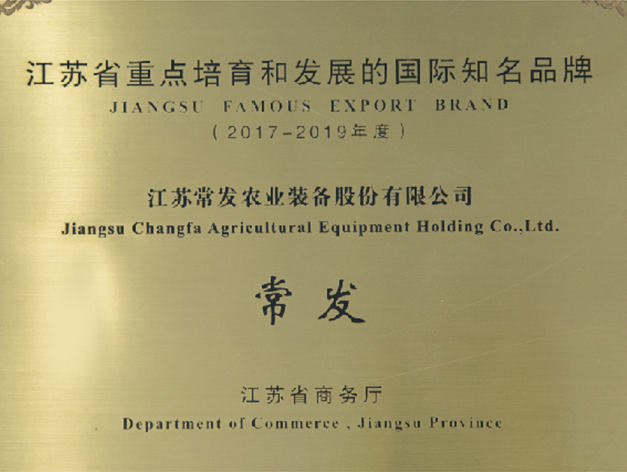 江苏省重点培育和发展的国际知名品牌
JIANGSU FAMOUS EXPORT BRAND
（2017-2019年度）
江苏常发农业装备股份有限公司
Jiangsu Changfa Agricultural Equipment Holding Co.,Ltd.
常发
江苏省商务厅
Department of Commerce , Jiangsu Province